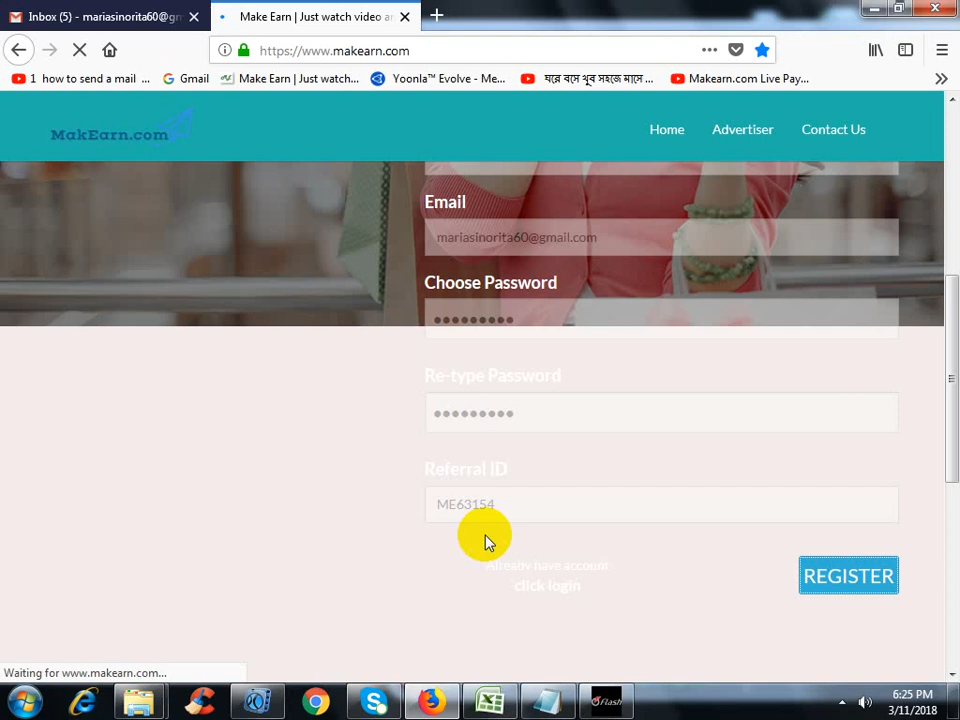 Inbox (5) - mariasinorita60@gm
Make Earn | Just watch video a
https://www.makearn.com
1 how to send a mail ...
Gmail
Make Earn | Just watch...
Yoonla™ Evolve - Me...
ঘরে বসে খুব সহজে মাসে ...
Makearn.com Live Pay...
MakEarn.com
Home
Advertiser
Contact Us
Email
mariasinorita60@gmail.com
Choose Password
Re-type Password
Referral ID
ME63154
Already have account
click login
REGISTER
Waiting for www.makearn.com...
6:25 PM
3/11/2018